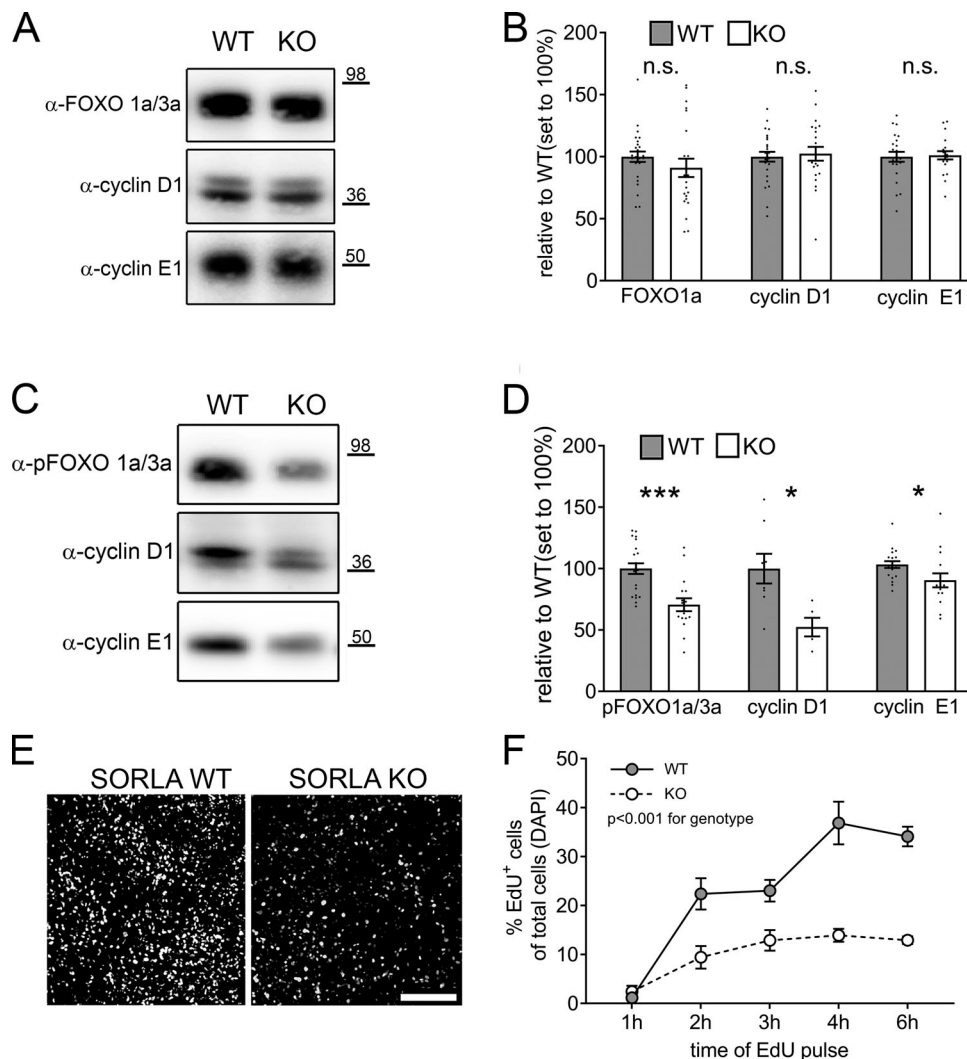 A
WT KO
α-FOXO 1a/3a
98
α-cyclin D1
36
α-cyclin E1
50
B
relative to WT(set to 100%)
200
150
100
50
0
WT KO
n.s. n.s. n.s.
FOXO1a cyclin D1 cyclin E1
C
WT KO
α-pFOXO 1a/3a
98
α-cyclin D1
36
α-cyclin E1
50
D
relative to WT(set to 100%)
200
150
100
50
0
WT KO
*** * *
pFOXO1a/3a cyclin D1 cyclin E1
E
SORLA WT SORLA KO
F
% EdU⁺ cells
of total cells (DAPI)
50
40
30
20
10
0
WT
KO
p<0.001 for genotype
1h 2h 3h 4h 6h
time of EdU pulse